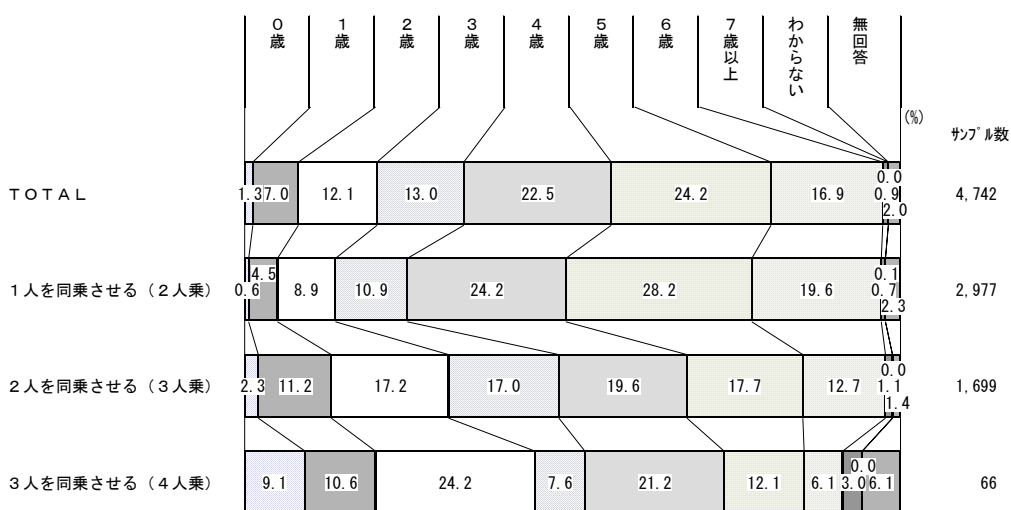 0歳
1歳
2歳
3歳
4歳
5歳
6歳
7歳以上
わからない
無回答
(%)
ｻﾝﾌﾟﾙ数
ＴＯＴＡＬ 1.3 7.0 12.1 13.0 22.5 24.2 16.9 0.0 0.9 2.0 4,742
１人を同乗させる（２人乗） 0.6 4.5 8.9 10.9 24.2 28.2 19.6 0.1 0.7 2.3 2,977
２人を同乗させる（３人乗） 2.3 11.2 17.2 17.0 19.6 17.7 12.7 0.0 1.1 1.4 1,699
３人を同乗させる（４人乗） 9.1 10.6 24.2 7.6 21.2 12.1 6.1 0.0 3.0 6.1 66